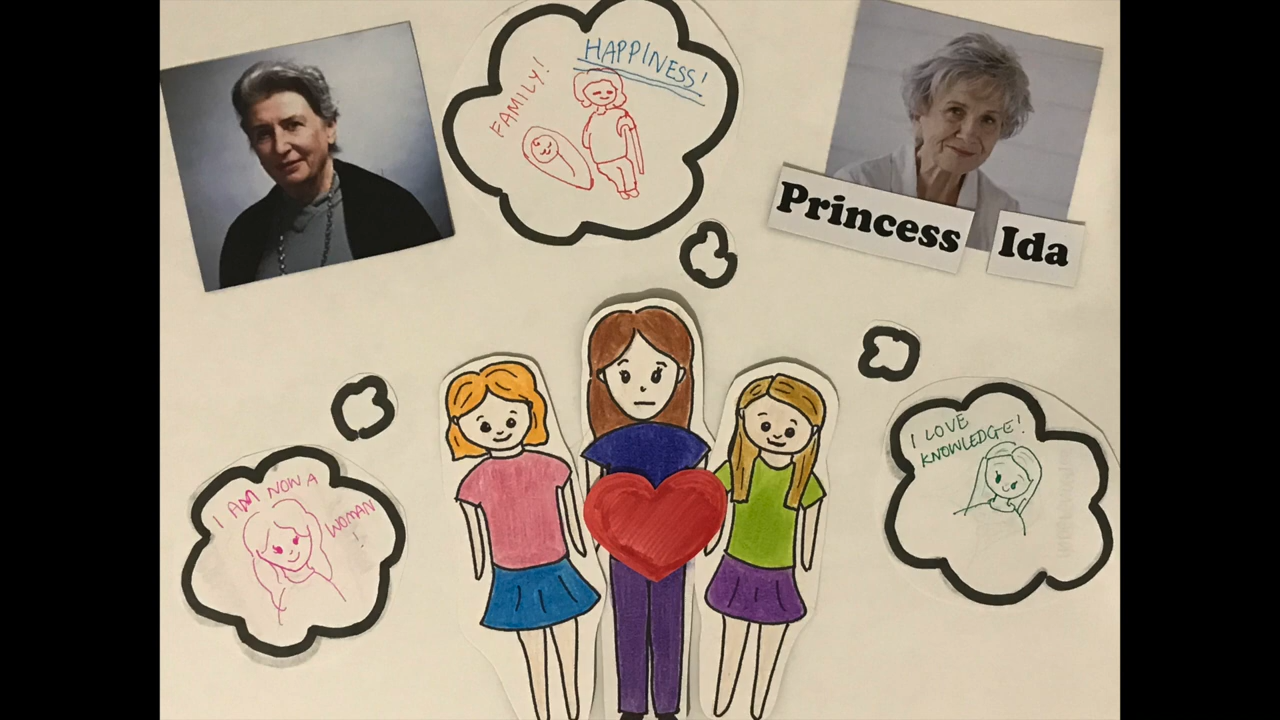 FAMILY!
HAPPINESS!
Princess
Ida
I AM NOW A
WOMAN
!
I LOVE
KNOWLEDGE!